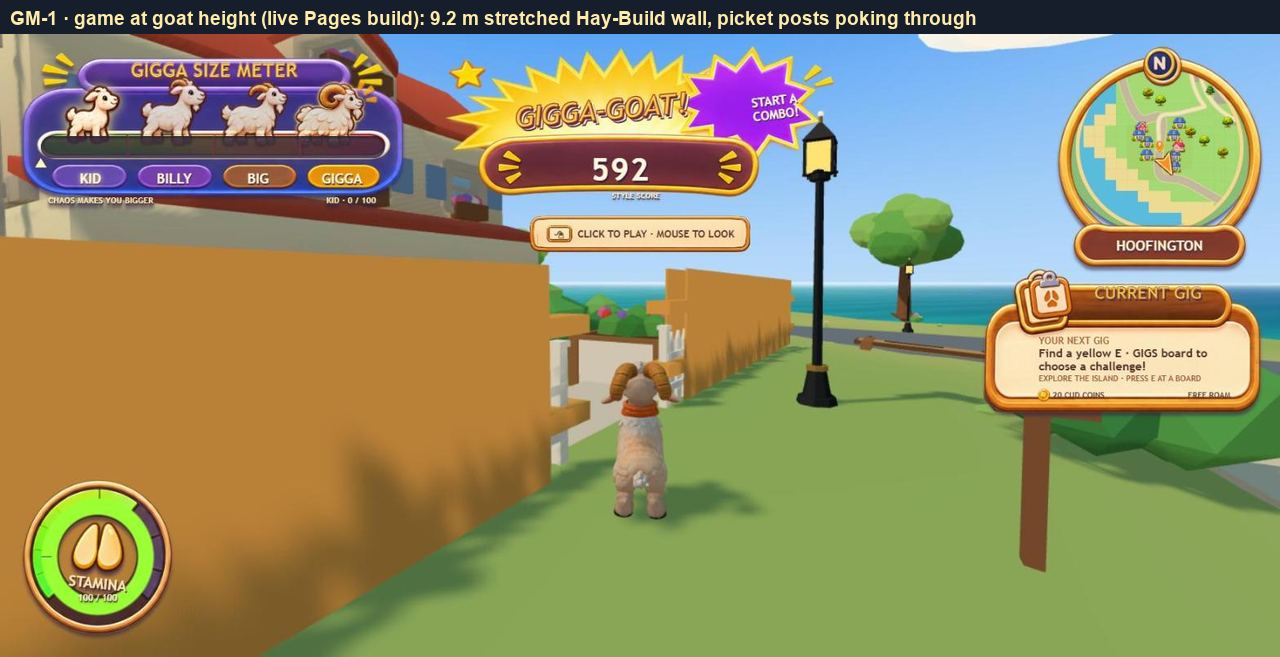 GM-1 · game at goat height (live Pages build): 9.2 m stretched Hay-Build wall, picket posts poking through
GIGGA SIZE METER
KID
BILLY
BIG
GIGGA
CHAOS MAKES YOU BIGGER
KID · 0 / 100
GIGGA-GOAT!
START A
COMBO!
592
STYLE SCORE
CLICK TO PLAY · MOUSE TO LOOK
N
HOOFINGTON
CURRENT GIG
YOUR NEXT GIG
Find a yellow E · GIGS board to
choose a challenge!
EXPLORE THE ISLAND · PRESS E AT A BOARD
20 CUD COINS
FREE ROAM
STAMINA
100 / 100